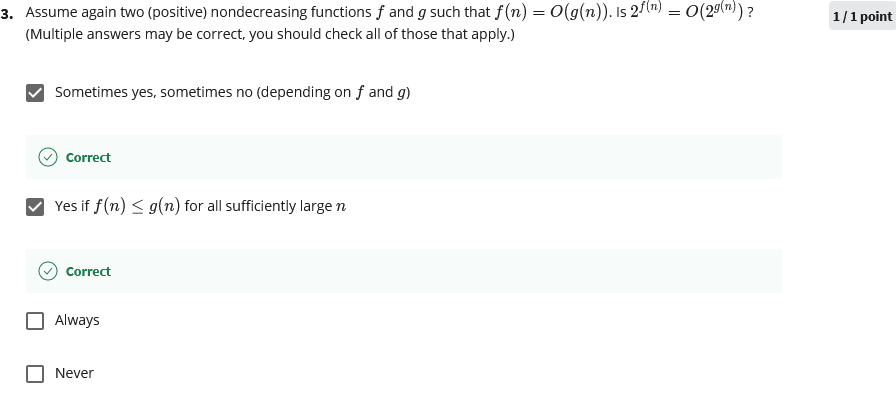 3. Assume again two (positive) nondecreasing functions f and g such that f(n) = O(g(n)). Is 2^{f(n)} = O(2^{g(n)}) ?
1 / 1 point
(Multiple answers may be correct, you should check all of those that apply.)
Sometimes yes, sometimes no (depending on f and g)
Correct
Yes if f(n) ≤ g(n) for all sufficiently large n
Correct
Always
Never